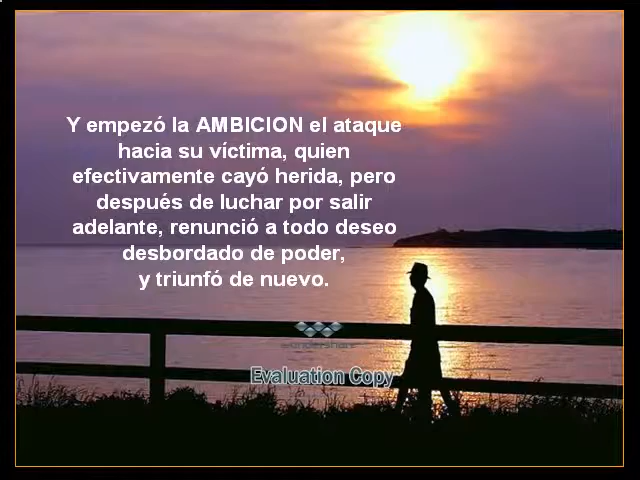 Y empezó la AMBICION el ataque
hacia su víctima, quien
efectivamente cayó herida, pero
después de luchar por salir
adelante, renunció a todo deseo
desbordado de poder,
y triunfó de nuevo.
Evaluation Copy